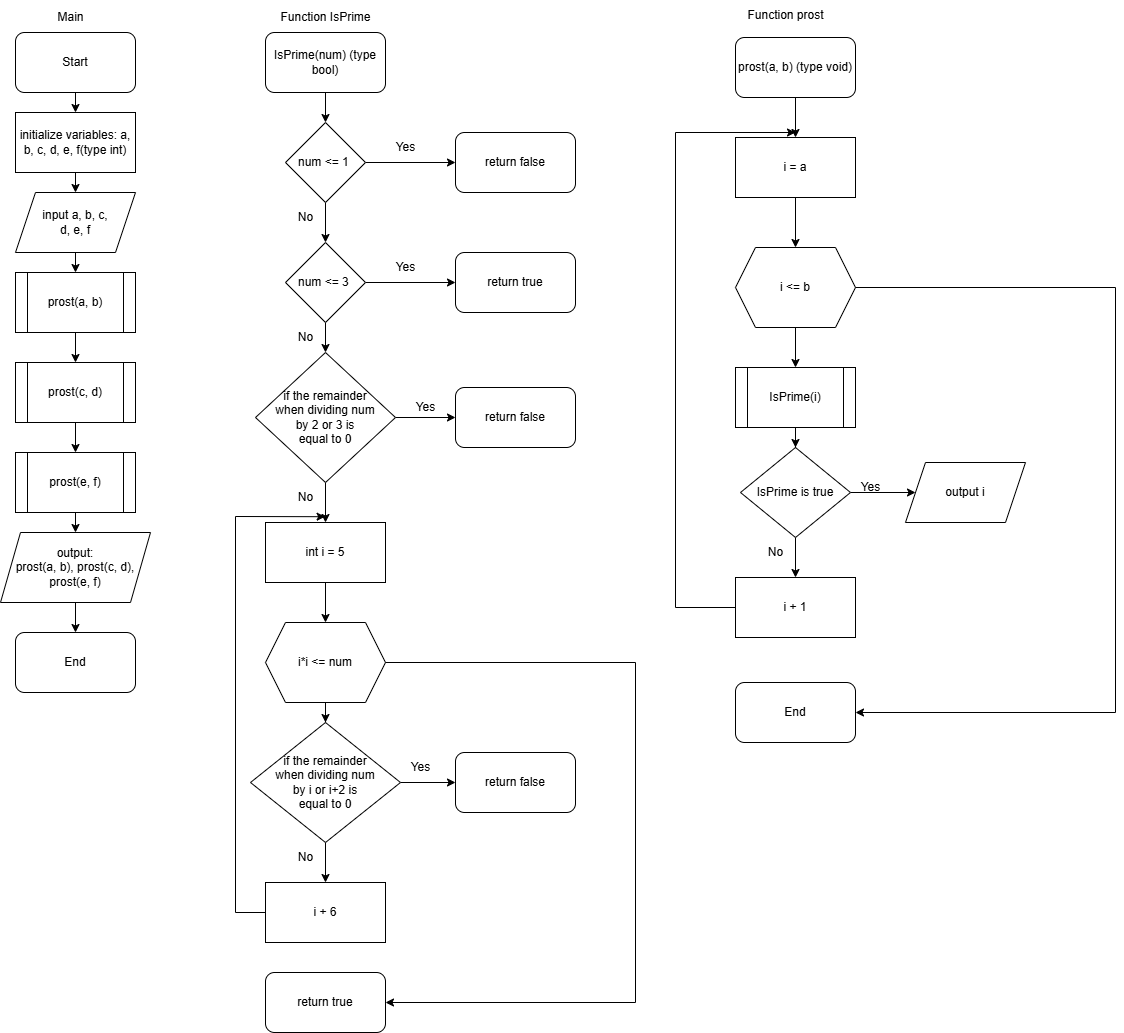 Main
Start
initialize variables: a,
b, c, d, e, f(type int)
input a, b, c,
d, e, f
prost(a, b)
prost(c, d)
prost(e, f)
output:
prost(a, b), prost(c, d),
prost(e, f)
End
Function IsPrime
IsPrime(num) (type
bool)
num <= 1
Yes
return false
No
num <= 3
Yes
return true
No
if the remainder
when dividing num
by 2 or 3 is
equal to 0
Yes
return false
No
int i = 5
i*i <= num
if the remainder
when dividing num
by i or i+2 is
equal to 0
Yes
return false
No
i + 6
return true
Function prost
prost(a, b) (type void)
i = a
i <= b
IsPrime(i)
IsPrime is true
Yes
output i
No
i + 1
End